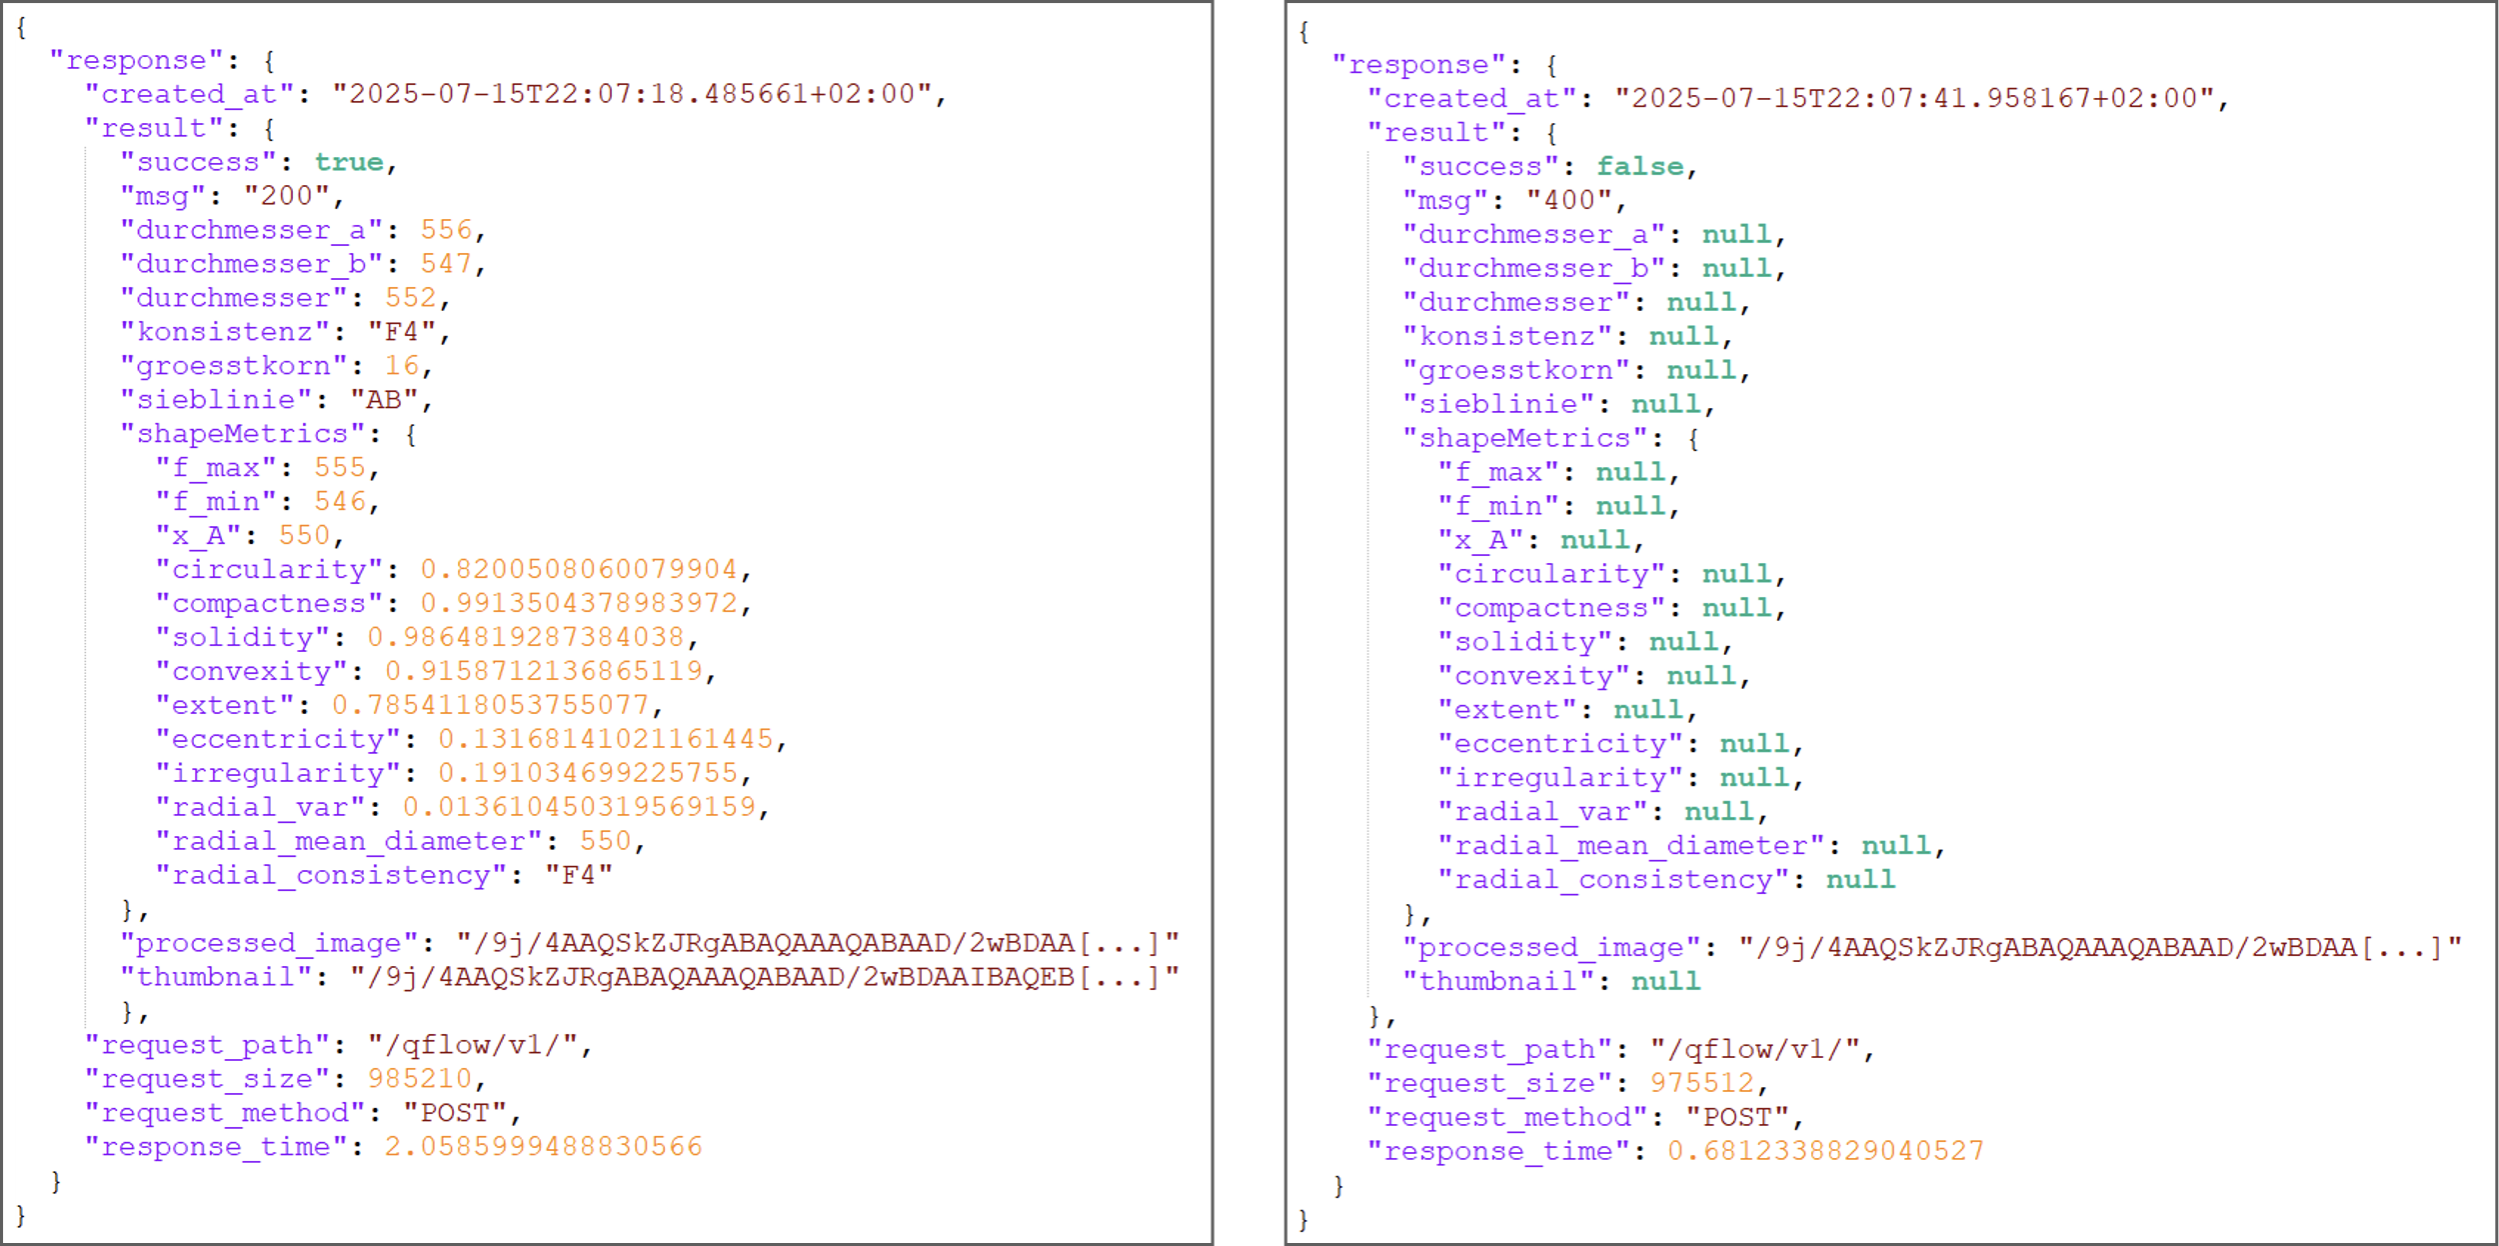 {
"response": {
"created_at": "2025-07-15T22:07:18.485661+02:00",
"result": {
"success": true,
"msg": "200",
"durchmesser_a": 556,
"durchmesser_b": 547,
"durchmesser": 552,
"konsistenz": "F4",
"groesstkorn": 16,
"sieblinie": "AB",
"shapeMetrics": {
"f_max": 555,
"f_min": 546,
"x_A": 550,
"circularity": 0.8200508060079904,
"compactness": 0.9913504378983972,
"solidity": 0.9864819287384038,
"convexity": 0.9158712136865119,
"extent": 0.7854118053755077,
"eccentricity": 0.13168141021161445,
"irregularity": 0.191034699225755,
"radial_var": 0.013610450319569159,
"radial_mean_diameter": 550,
"radial_consistency": "F4"
},
"processed_image": "/9j/4AAQSkZJRgABAQAAAQABAAD/2wBDAA[...]"
"thumbnail": "/9j/4AAQSkZJRgABAQAAAQABAAD/2wBDAAIBAQEB[...]"
},
"request_path": "/qflow/v1/",
"request_size": 985210,
"request_method": "POST",
"response_time": 2.0585999488830566
}
}
{
"response": {
"created_at": "2025-07-15T22:07:41.958167+02:00",
"result": {
"success": false,
"msg": "400",
"durchmesser_a": null,
"durchmesser_b": null,
"durchmesser": null,
"konsistenz": null,
"groesstkorn": null,
"sieblinie": null,
"shapeMetrics": {
"f_max": null,
"f_min": null,
"x_A": null,
"circularity": null,
"compactness": null,
"solidity": null,
"convexity": null,
"extent": null,
"eccentricity": null,
"irregularity": null,
"radial_var": null,
"radial_mean_diameter": null,
"radial_consistency": null
},
"processed_image": "/9j/4AAQSkZJRgABAQAAAQABAAD/2wBDAA[...]"
"thumbnail": null
},
"request_path": "/qflow/v1/",
"request_size": 975512,
"request_method": "POST",
"response_time": 0.6812338829040527
}
}